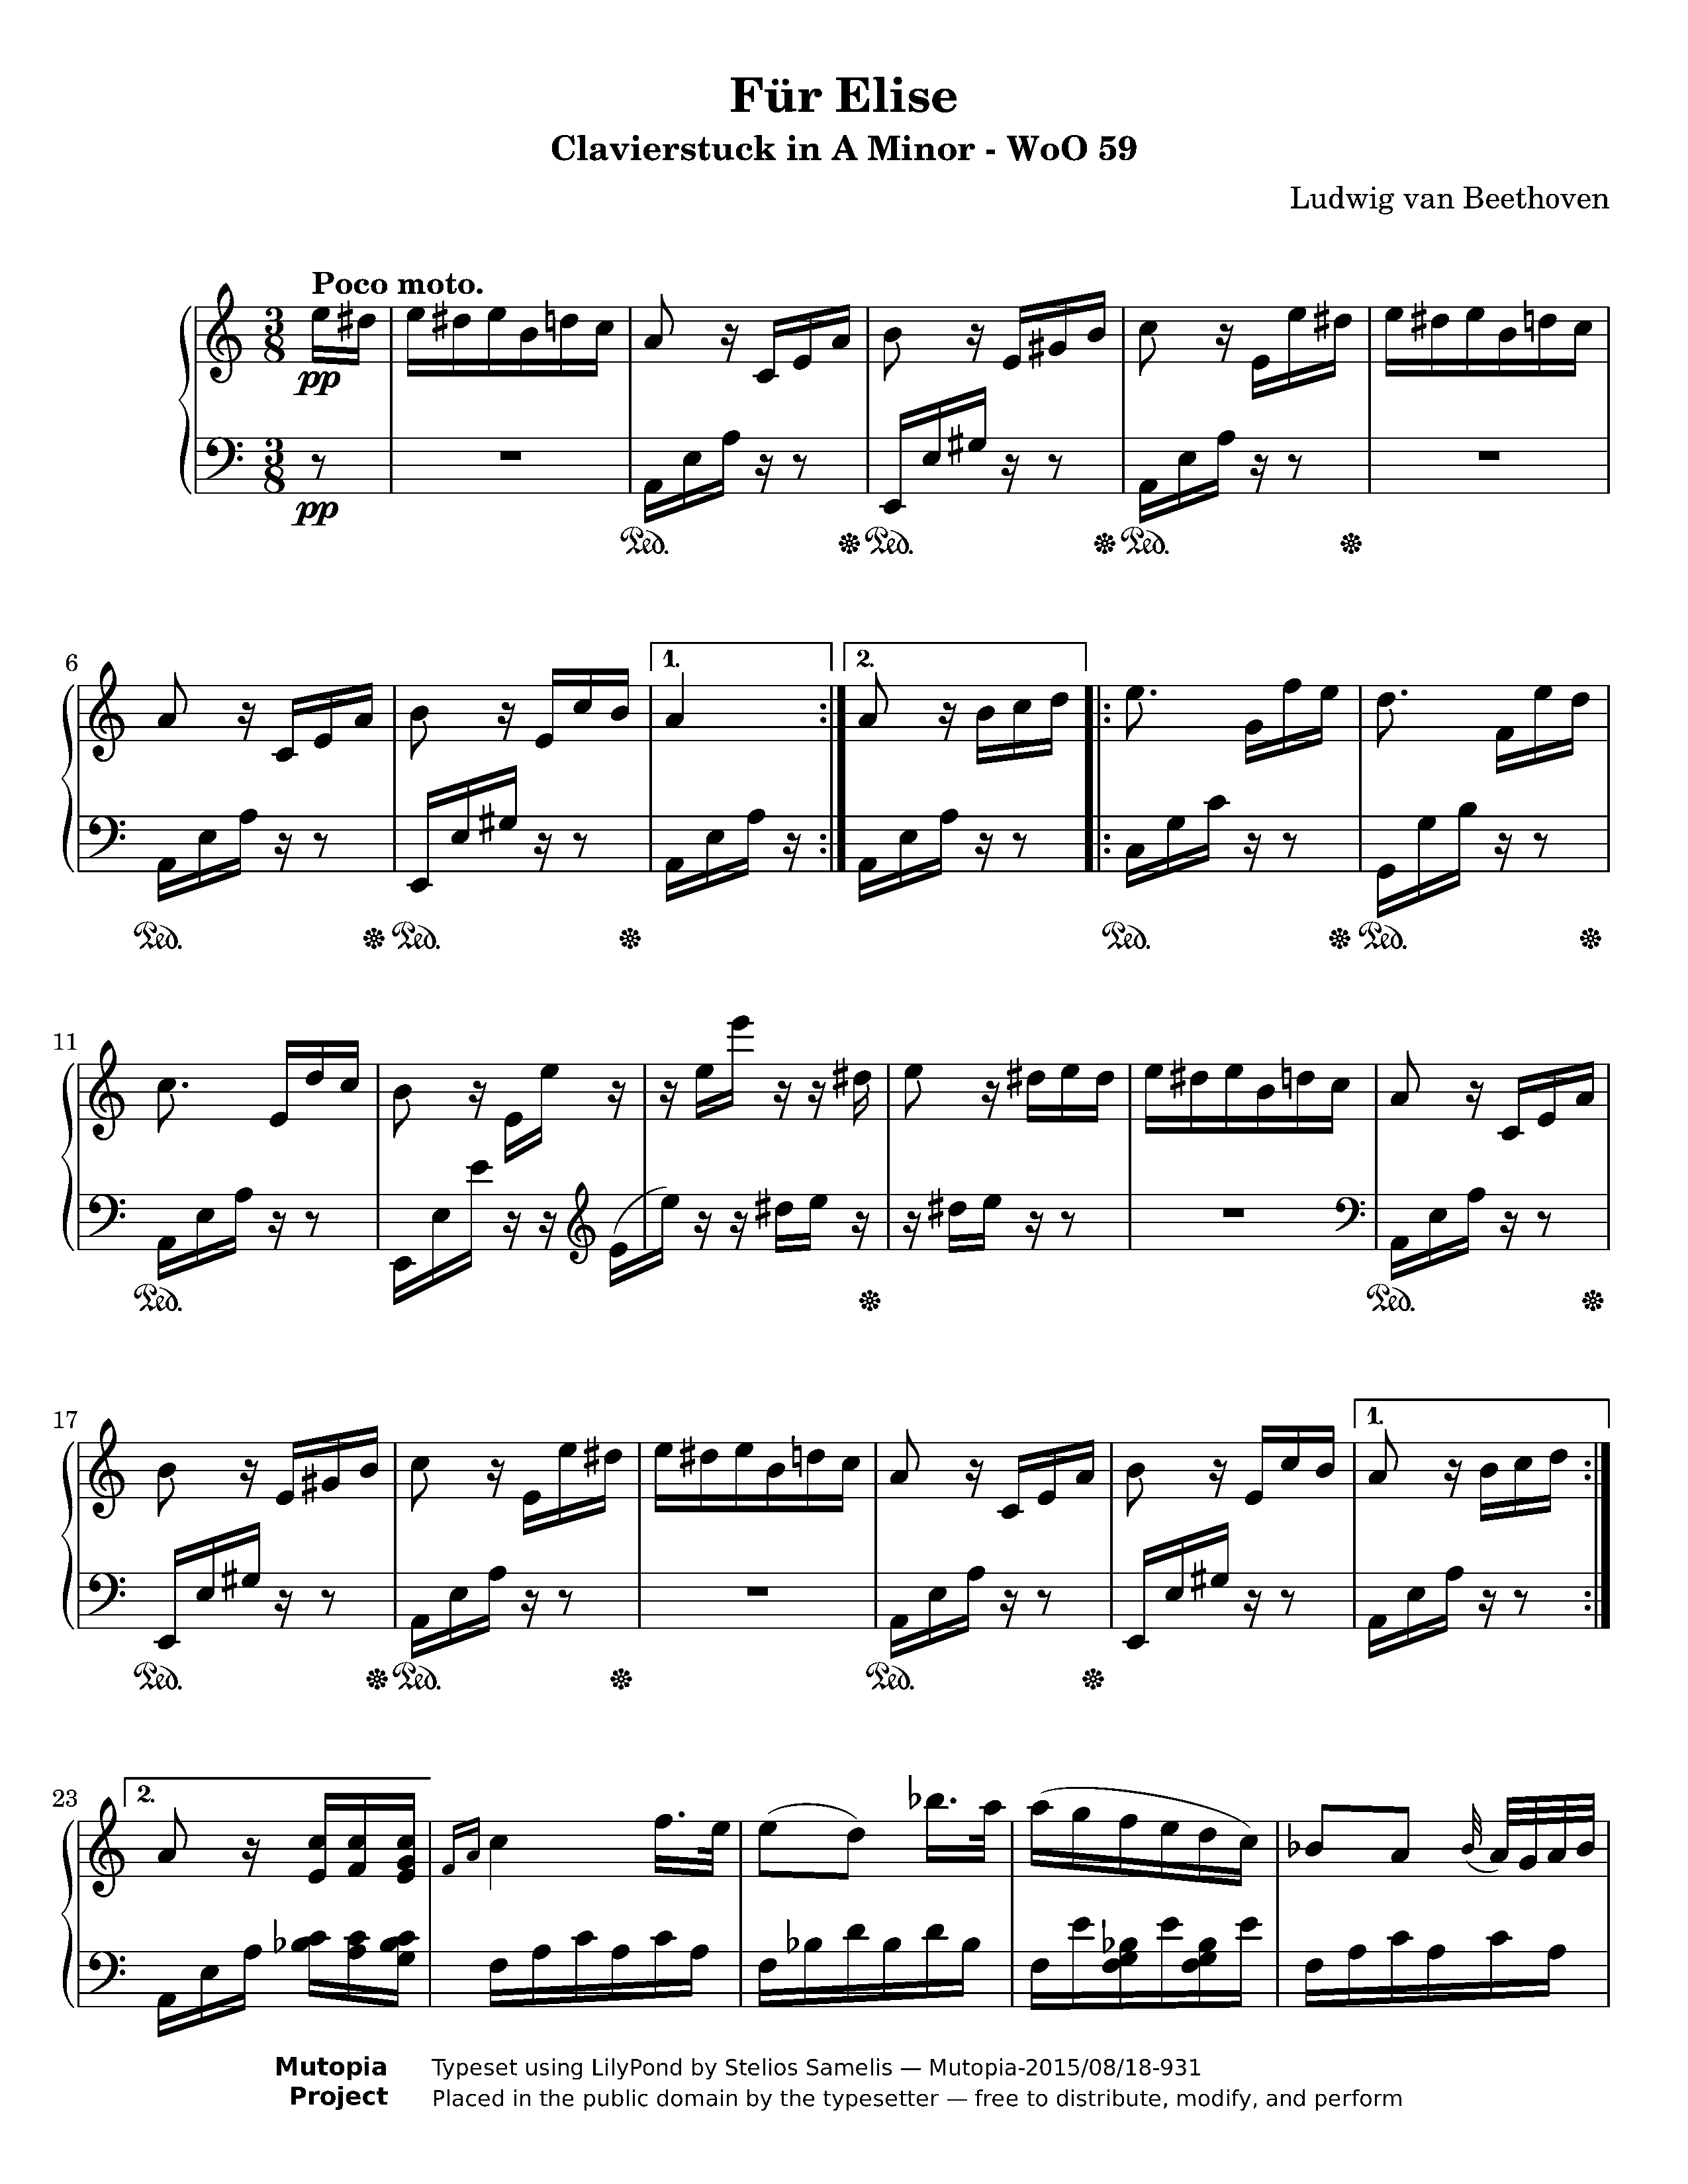 Für Elise
Clavierstuck in A Minor - WoO 59
Ludwig van Beethoven
Poco moto.
3
8
pp
3
8
pp
Ped. Ped. Ped.
6
1. 2.
Ped. Ped. Ped. Ped.
11
Ped. Ped.
17
1.
Ped. Ped. Ped.
23
2.
Mutopia Typeset using LilyPond by Stelios Samelis — Mutopia-2015/08/18-931
Project Placed in the public domain by the typesetter — free to distribute, modify, and perform